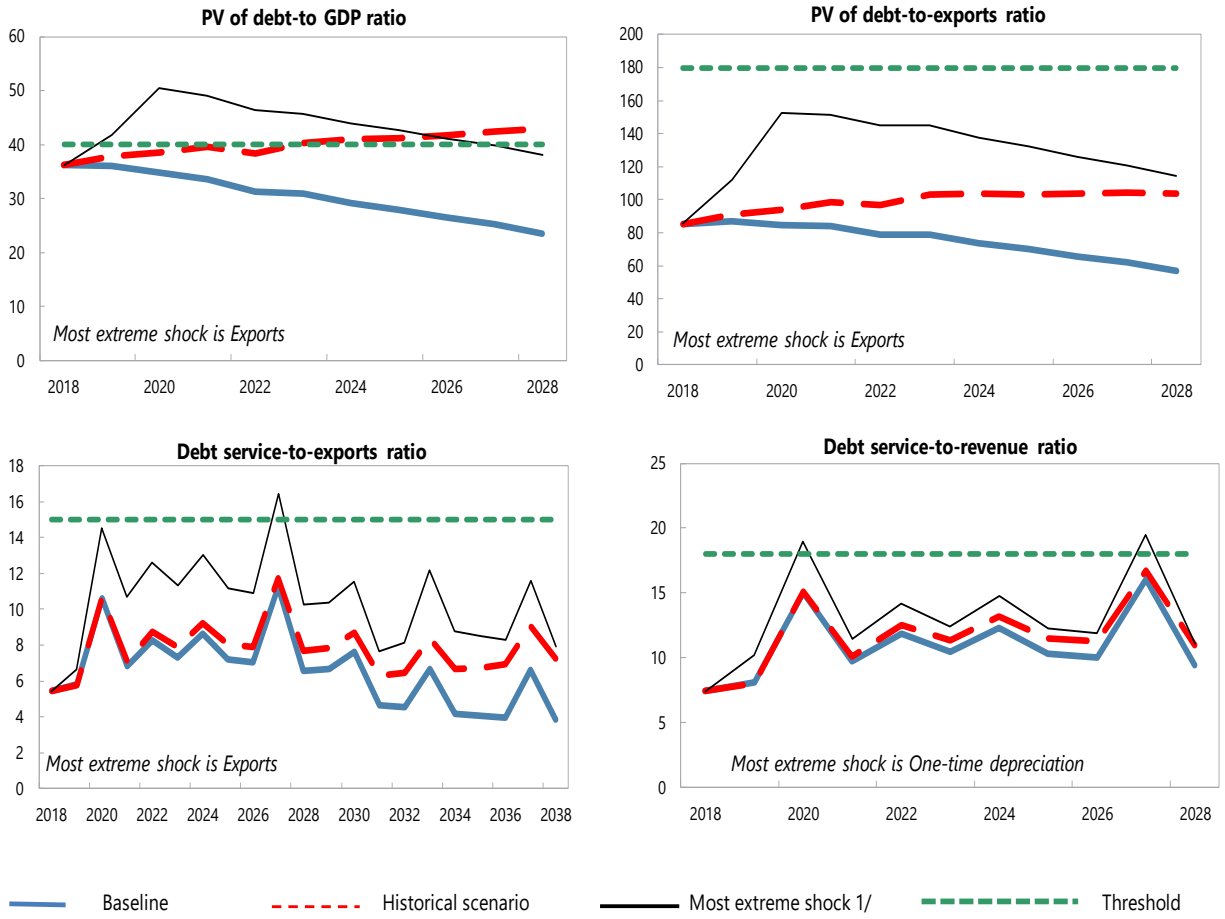 PV of debt-to GDP ratio
60
50
40
30
20
10
0
Most extreme shock is Exports
2018 2020 2022 2024 2026 2028
PV of debt-to-exports ratio
200
180
160
140
120
100
80
60
40
20
0
Most extreme shock is Exports
2018 2020 2022 2024 2026 2028
Debt service-to-exports ratio
18
16
14
12
10
8
6
4
2
0
Most extreme shock is Exports
2018 2020 2022 2024 2026 2028 2030 2032 2034 2036 2038
Debt service-to-revenue ratio
25
20
15
10
5
0
Most extreme shock is One-time depreciation
2018 2020 2022 2024 2026 2028
Baseline Historical scenario Most extreme shock 1/ Threshold